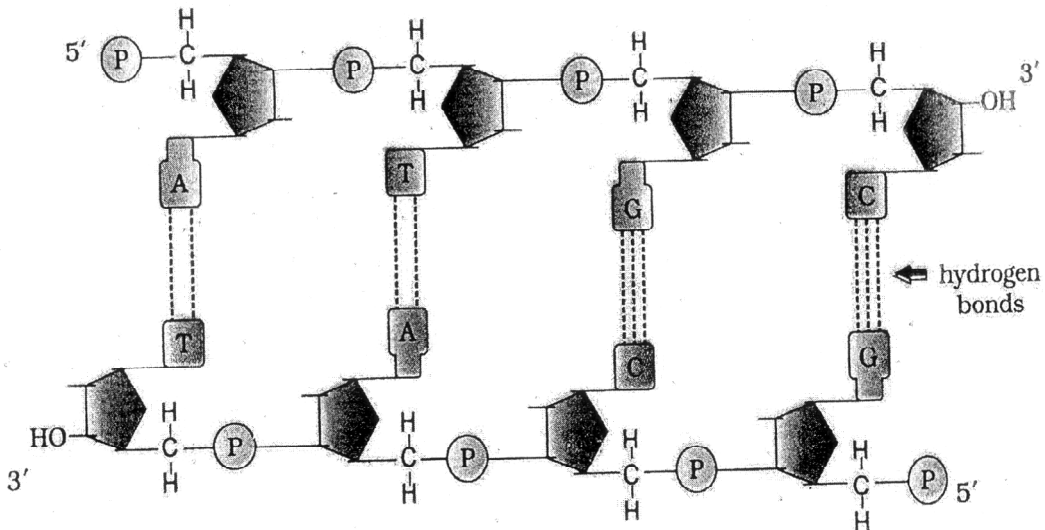 H H H H
5′ P C P C P C P C 3′
H H H H
OH
A T G C
hydrogen
bonds
T A C G
H H H H
HO C P C P C P C P
3′ H H H H 5′